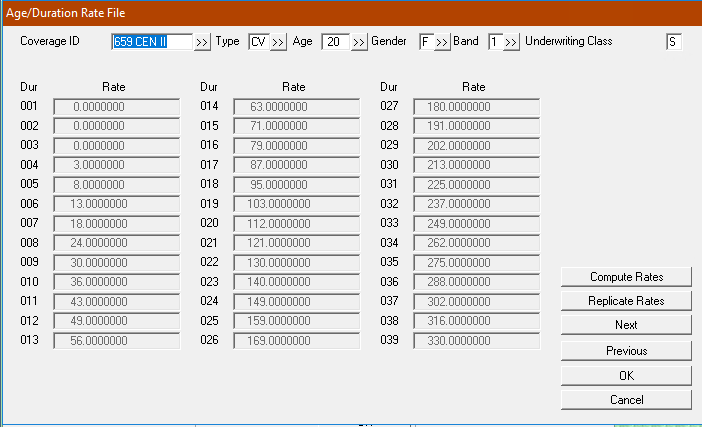 Age/Duration Rate File
Coverage ID 659 CEN II >> Type CV >> Age 20 >> Gender F >> Band 1 >> Underwriting Class S
Dur Rate Dur Rate Dur Rate
001 0.0000000 014 63.0000000 027 180.0000000
002 0.0000000 015 71.0000000 028 191.0000000
003 0.0000000 016 79.0000000 029 202.0000000
004 3.0000000 017 87.0000000 030 213.0000000
005 8.0000000 018 95.0000000 031 225.0000000
006 13.0000000 019 103.0000000 032 237.0000000
007 18.0000000 020 112.0000000 033 249.0000000
008 24.0000000 021 121.0000000 034 262.0000000
009 30.0000000 022 130.0000000 035 275.0000000
010 36.0000000 023 140.0000000 036 288.0000000
011 43.0000000 024 149.0000000 037 302.0000000
012 49.0000000 025 159.0000000 038 316.0000000
013 56.0000000 026 169.0000000 039 330.0000000
Compute Rates
Replicate Rates
Next
Previous
OK
Cancel